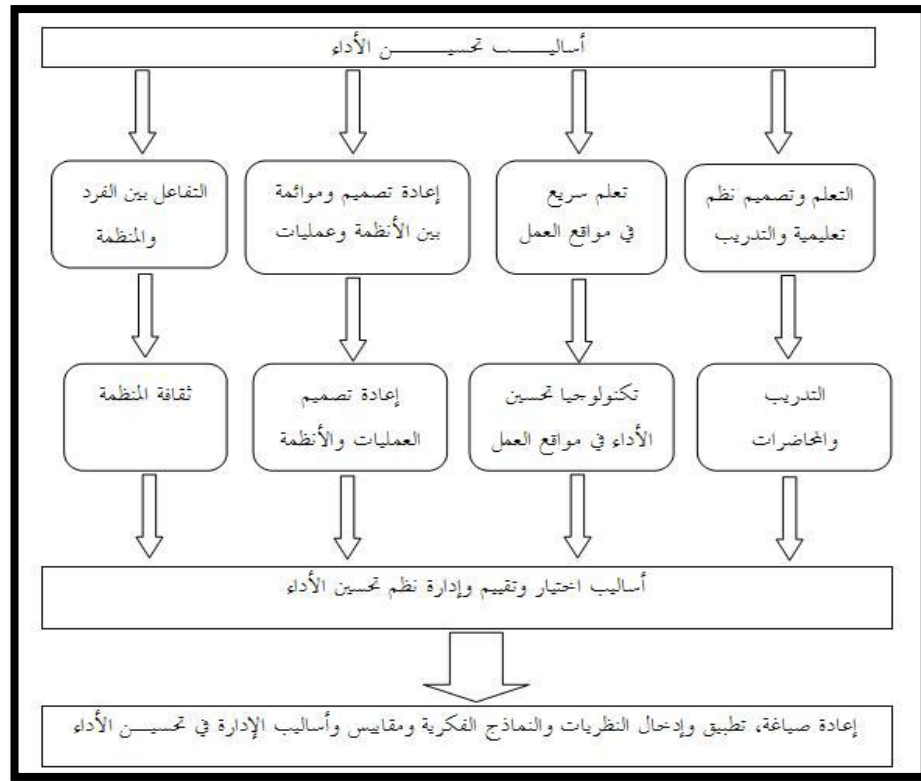 أساليب تحسين الأداء
التعلم وتصميم نظم
تعليمية والتدريب
تعلم سريع
في مواقع العمل
إعادة تصميم وموائمة
بين الأنظمة وعمليات
التفاعل بين الفرد
والمنظمة
التدريب
والمحاضرات
تكنولوجيا تحسين
الأداء في مواقع العمل
إعادة تصميم
العمليات والأنظمة
ثقافة المنظمة
أساليب اختيار وتقييم وإدارة نظم تحسين الأداء
إعادة صياغة، تطبيق وإدخال النظريات والنماذج الفكرية ومقاييس وأساليب الإدارة في تحسين الأداء